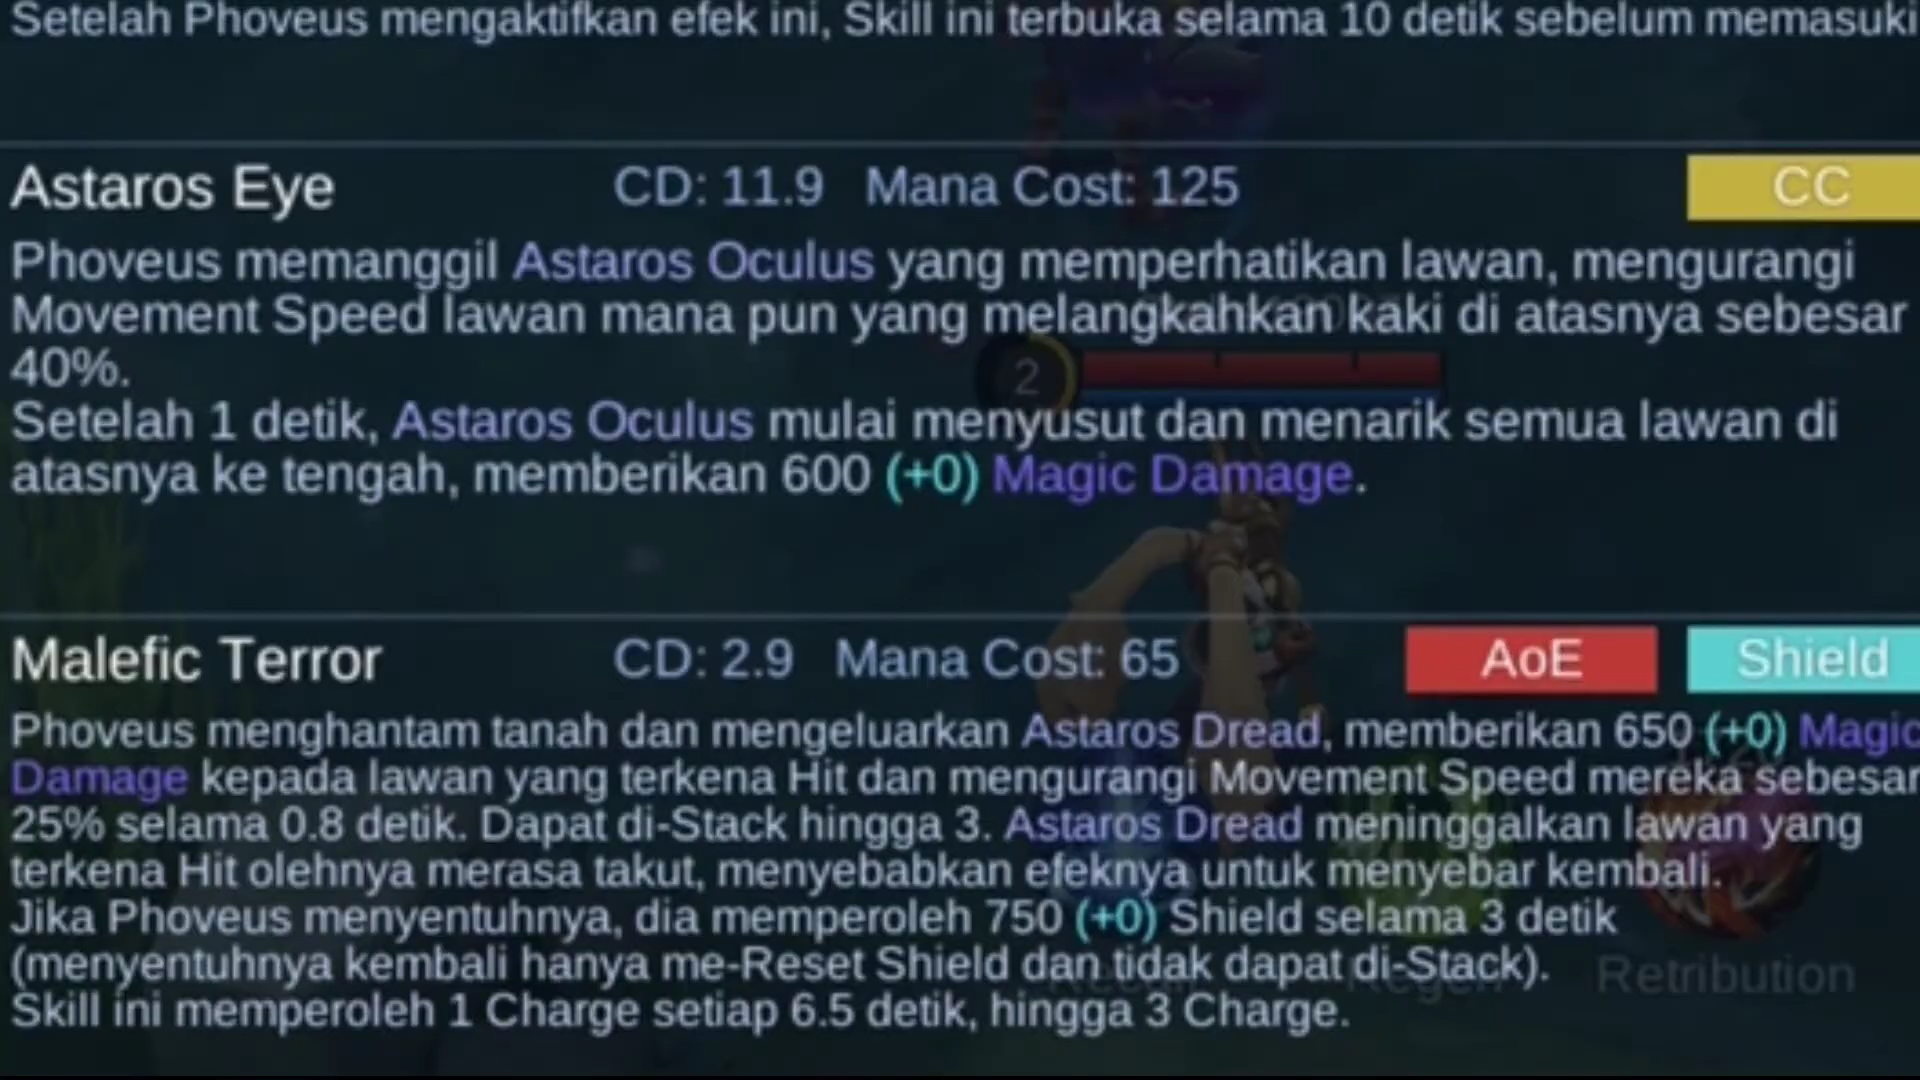 Setelah Phoveus mengaktifkan efek ini, Skill ini terbuka selama 10 detik sebelum memasuki
Astaros Eye CD: 11.9 Mana Cost: 125 CC
Phoveus memanggil Astaros Oculus yang memperhatikan lawan, mengurangi
Movement Speed lawan mana pun yang melangkahkan kaki di atasnya sebesar
40%.
2
Setelah 1 detik, Astaros Oculus mulai menyusut dan menarik semua lawan di
atasnya ke tengah, memberikan 600 (+0) Magic Damage.
Malefic Terror CD: 2.9 Mana Cost: 65 AoE Shield
Phoveus menghantam tanah dan mengeluarkan Astaros Dread, memberikan 650 (+0) Magic
Damage kepada lawan yang terkena Hit dan mengurangi Movement Speed mereka sebesar
25% selama 0.8 detik. Dapat di-Stack hingga 3. Astaros Dread meninggalkan lawan yang
terkena Hit olehnya merasa takut, menyebabkan efeknya untuk menyebar kembali.
Jika Phoveus menyentuhnya, dia memperoleh 750 (+0) Shield selama 3 detik
(menyentuhnya kembali hanya me-Reset Shield dan tidak dapat di-Stack).
Recall Regen Retribution
Skill ini memperoleh 1 Charge setiap 6.5 detik, hingga 3 Charge.